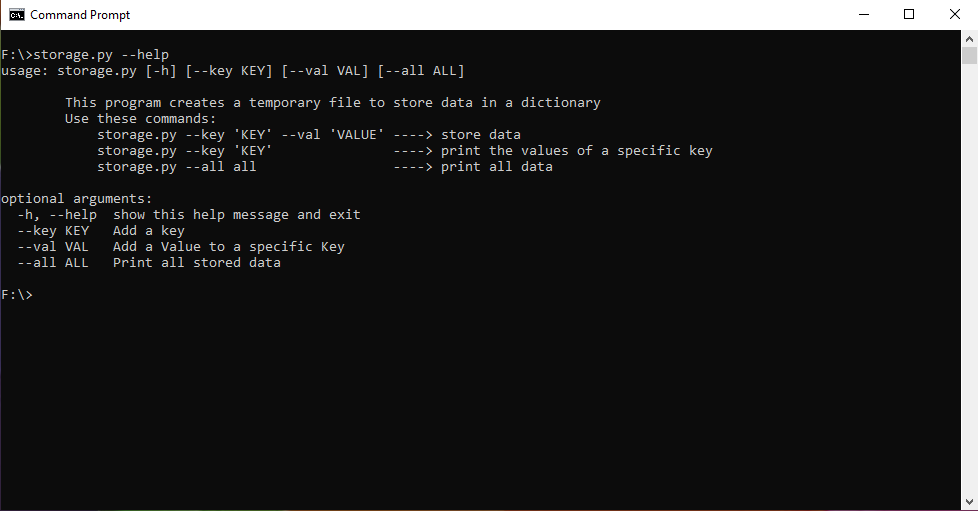 Command Prompt
F:\>storage.py --help
usage: storage.py [-h] [--key KEY] [--val VAL] [--all ALL]
This program creates a temporary file to store data in a dictionary
Use these commands:
storage.py --key 'KEY' --val 'VALUE' ----> store data
storage.py --key 'KEY'               ----> print the values of a specific key
storage.py --all all                 ----> print all data
optional arguments:
-h, --help  show this help message and exit
--key KEY   Add a key
--val VAL   Add a Value to a specific Key
--all ALL   Print all stored data
F:\>